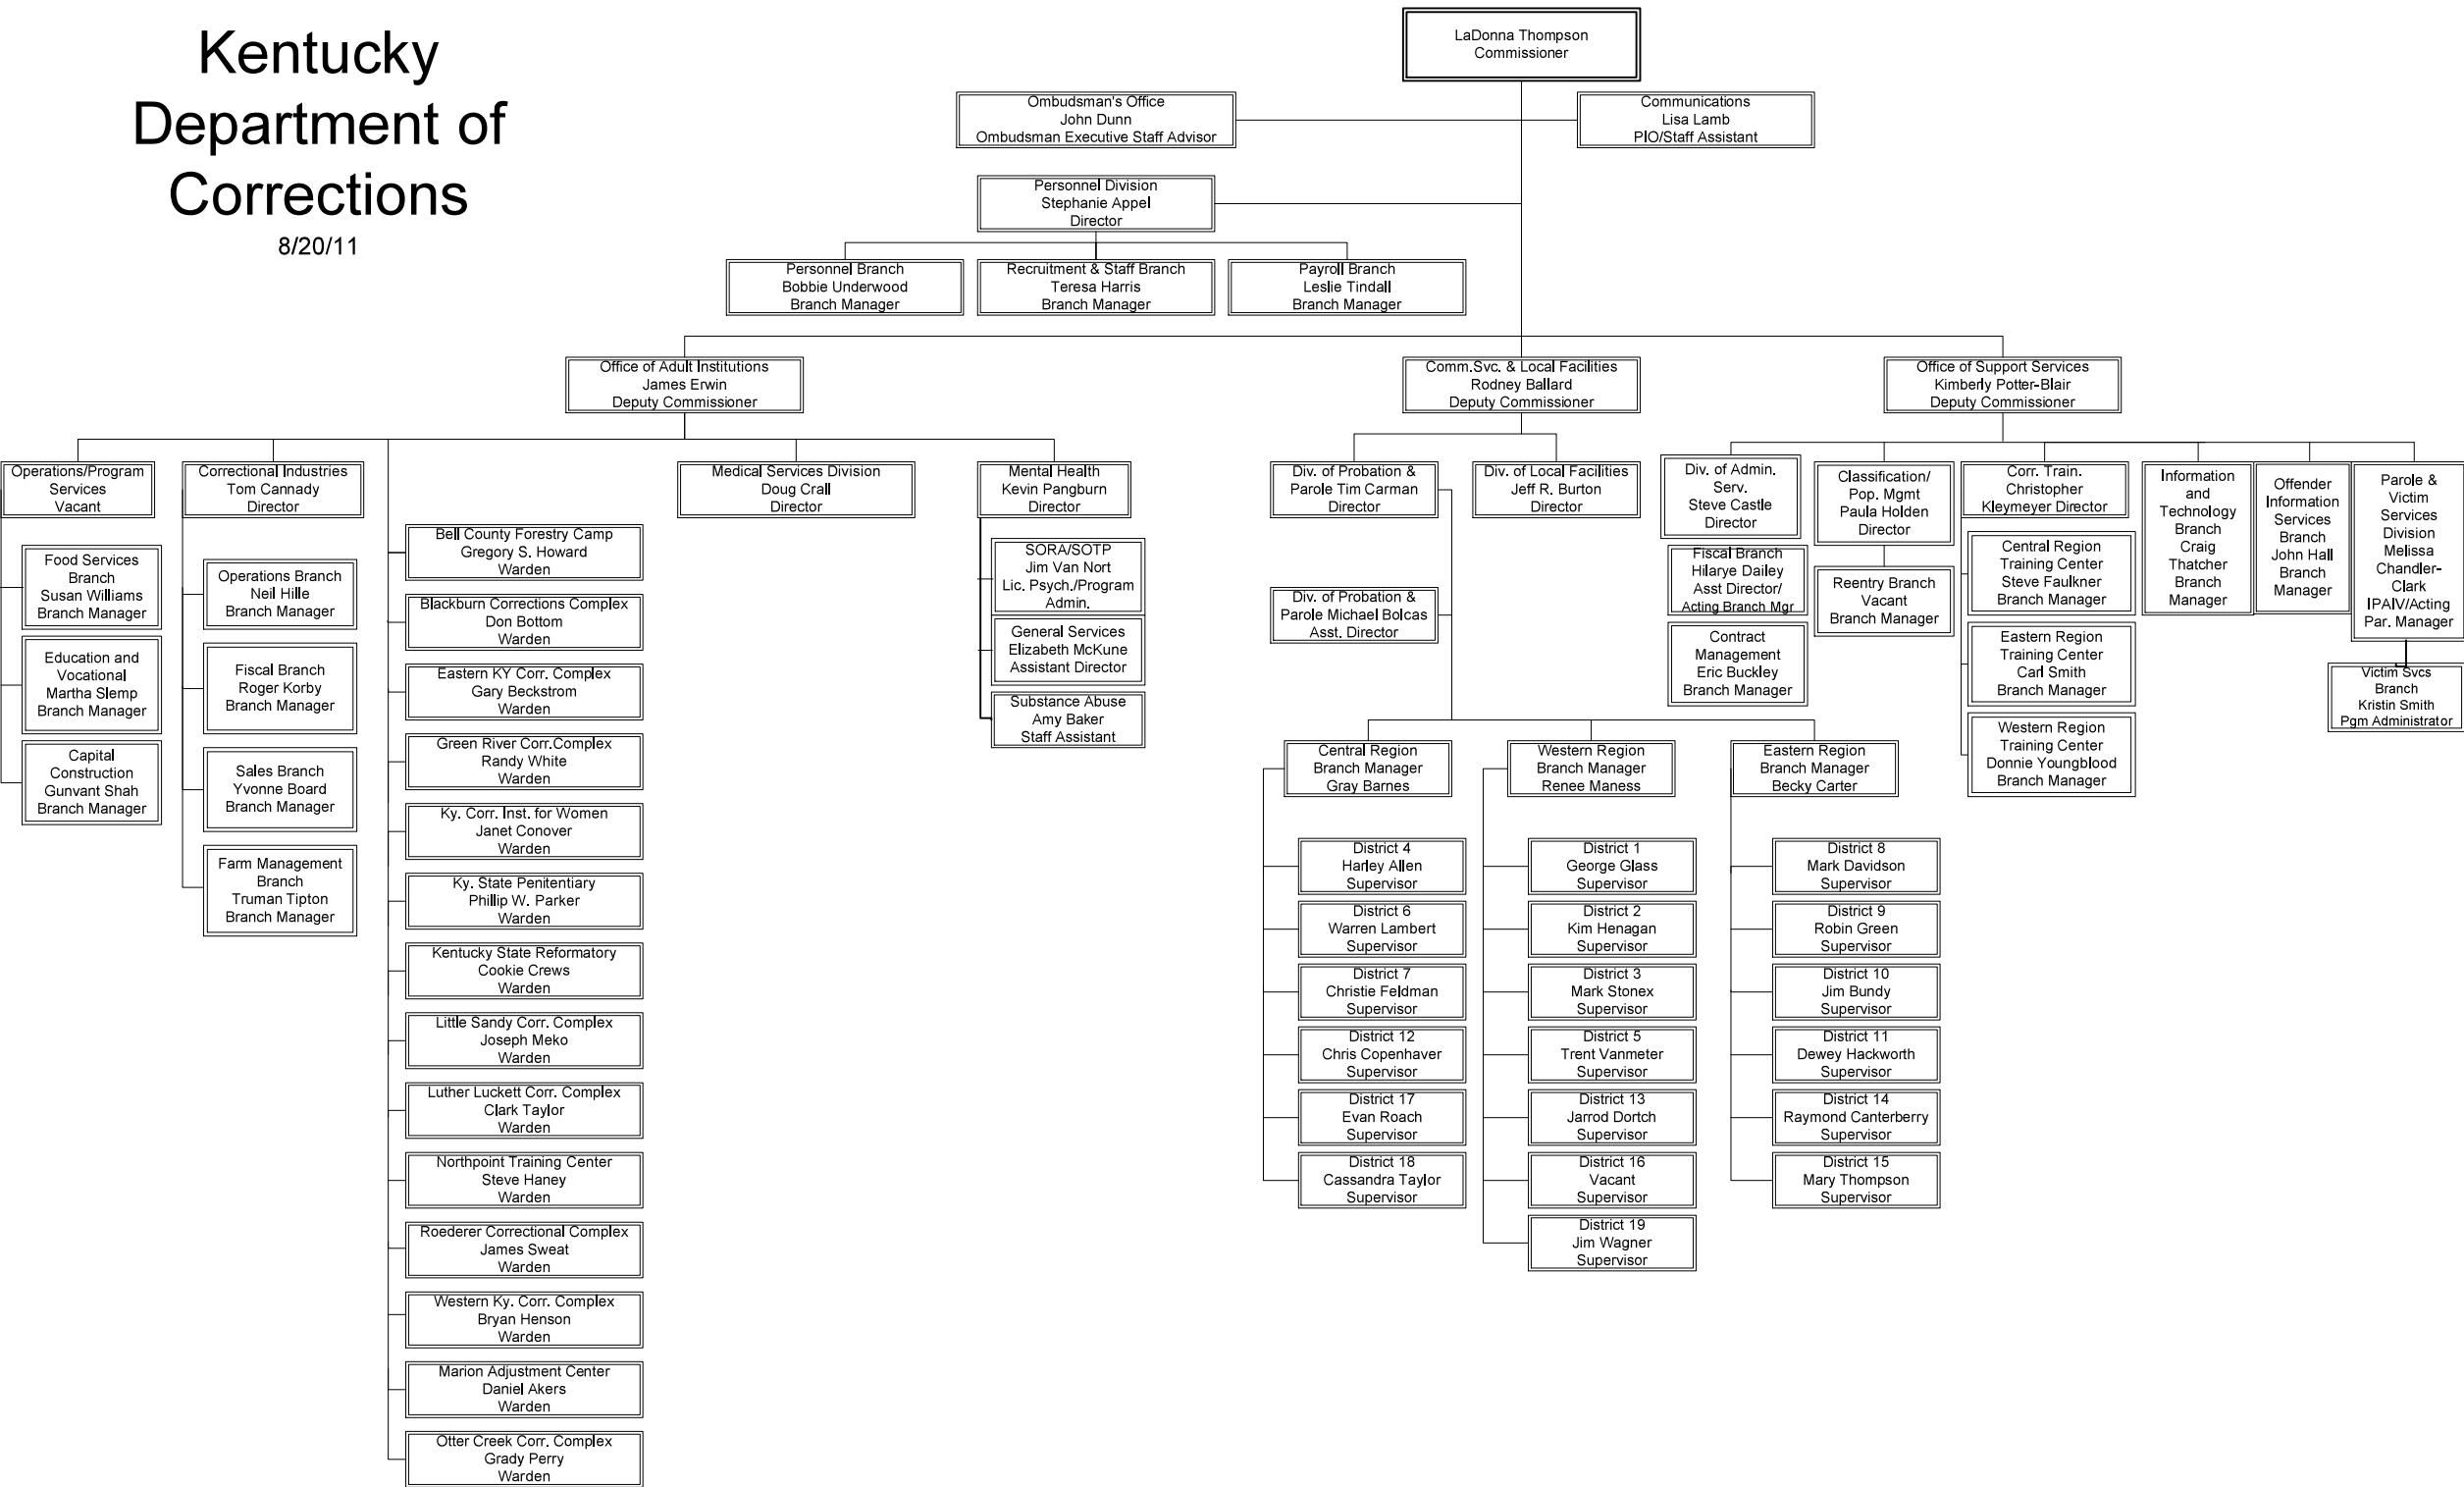 Kentucky
Department of
Corrections
8/20/11
LaDonna Thompson
Commissioner
Ombudsman's Office
John Dunn
Ombudsman Executive Staff Advisor
Communications
Lisa Lamb
PIO/Staff Assistant
Personnel Division
Stephanie Appel
Director
Personnel Branch
Bobbie Underwood
Branch Manager
Recruitment & Staff Branch
Teresa Harris
Branch Manager
Payroll Branch
Leslie Tindall
Branch Manager
Office of Adult Institutions
James Erwin
Deputy Commissioner
Comm.Svc. & Local Facilities
Rodney Ballard
Deputy Commissioner
Office of Support Services
Kimberly Potter-Blair
Deputy Commissioner
Operations/Program
Services
Vacant
Food Services
Branch
Susan Williams
Branch Manager
Education and
Vocational
Martha Slemp
Branch Manager
Capital
Construction
Gunvant Shah
Branch Manager
Correctional Industries
Tom Cannady
Director
Operations Branch
Neil Hille
Branch Manager
Fiscal Branch
Roger Korby
Branch Manager
Sales Branch
Yvonne Board
Branch Manager
Farm Management
Branch
Truman Tipton
Branch Manager
Bell County Forestry Camp
Gregory S. Howard
Warden
Blackburn Corrections Complex
Don Bottom
Warden
Eastern KY Corr. Complex
Gary Beckstrom
Warden
Green River Corr.Complex
Randy White
Warden
Ky. Corr. Inst. for Women
Janet Conover
Warden
Ky. State Penitentiary
Phillip W. Parker
Warden
Kentucky State Reformatory
Cookie Crews
Warden
Little Sandy Corr. Complex
Joseph Meko
Warden
Luther Luckett Corr. Complex
Clark Taylor
Warden
Northpoint Training Center
Steve Haney
Warden
Roederer Correctional Complex
James Sweat
Warden
Western Ky. Corr. Complex
Bryan Henson
Warden
Marion Adjustment Center
Daniel Akers
Warden
Otter Creek Corr. Complex
Grady Perry
Warden
Medical Services Division
Doug Crall
Director
Mental Health
Kevin Pangburn
Director
SORA/SOTP
Jim Van Nort
Lic. Psych./Program
Admin.
General Services
Elizabeth McKune
Assistant Director
Substance Abuse
Amy Baker
Staff Assistant
Div. of Probation &
Parole Tim Carman
Director
Div. of Local Facilities
Jeff R. Burton
Director
Div. of Probation &
Parole Michael Bolcas
Asst. Director
Central Region
Branch Manager
Gray Barnes
District 4
Harley Allen
Supervisor
District 6
Warren Lambert
Supervisor
District 7
Christie Feldman
Supervisor
District 12
Chris Copenhaver
Supervisor
District 17
Evan Roach
Supervisor
District 18
Cassandra Taylor
Supervisor
Western Region
Branch Manager
Renee Maness
District 1
George Glass
Supervisor
District 2
Kim Henagan
Supervisor
District 3
Mark Stonex
Supervisor
District 5
Trent Vanmeter
Supervisor
District 13
Jarrod Dortch
Supervisor
District 16
Vacant
Supervisor
District 19
Jim Wagner
Supervisor
Eastern Region
Branch Manager
Becky Carter
District 8
Mark Davidson
Supervisor
District 9
Robin Green
Supervisor
District 10
Jim Bundy
Supervisor
District 11
Dewey Hackworth
Supervisor
District 14
Raymond Canterberry
Supervisor
District 15
Mary Thompson
Supervisor
Div. of Admin.
Serv.
Steve Castle
Director
Fiscal Branch
Hilarye Dailey
Asst Director/
Acting Branch Mgr
Contract
Management
Eric Buckley
Branch Manager
Classification/
Pop. Mgmt
Paula Holden
Director
Reentry Branch
Vacant
Branch Manager
Corr. Train.
Christopher
Kleymeyer Director
Central Region
Training Center
Steve Faulkner
Branch Manager
Eastern Region
Training Center
Carl Smith
Branch Manager
Western Region
Training Center
Donnie Youngblood
Branch Manager
Information
and
Technology
Branch
Craig
Thatcher
Branch
Manager
Offender
Information
Services
Branch
John Hall
Branch
Manager
Parole &
Victim
Services
Division
Melissa
Chandler-
Clark
IPAIV/Acting
Par. Manager
Victim Svcs
Branch
Kristin Smith
Pgm Administrator